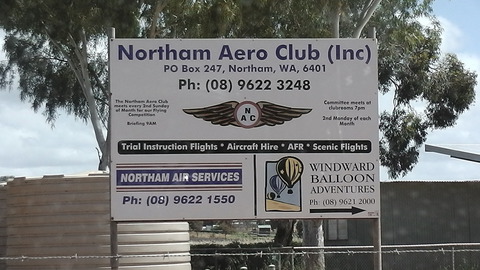 Northam Aero Club (Inc)
PO Box 247, Northam, WA, 6401
Ph: (08) 9622 3248
The Northam Aero Club
meets every 2nd Sunday
of Month for our Flying
Competition
Briefing 9AM
N
A C
Committee meets at
clubrooms 7pm
2nd Monday of each
Month
Trial Instruction Flights * Aircraft Hire * AFR * Scenic Flights
NORTHAM AIR SERVICES
Ph: (08) 9622 1550
WINDWARD
BALLOON
ADVENTURES
Ph: (08) 9621 2000